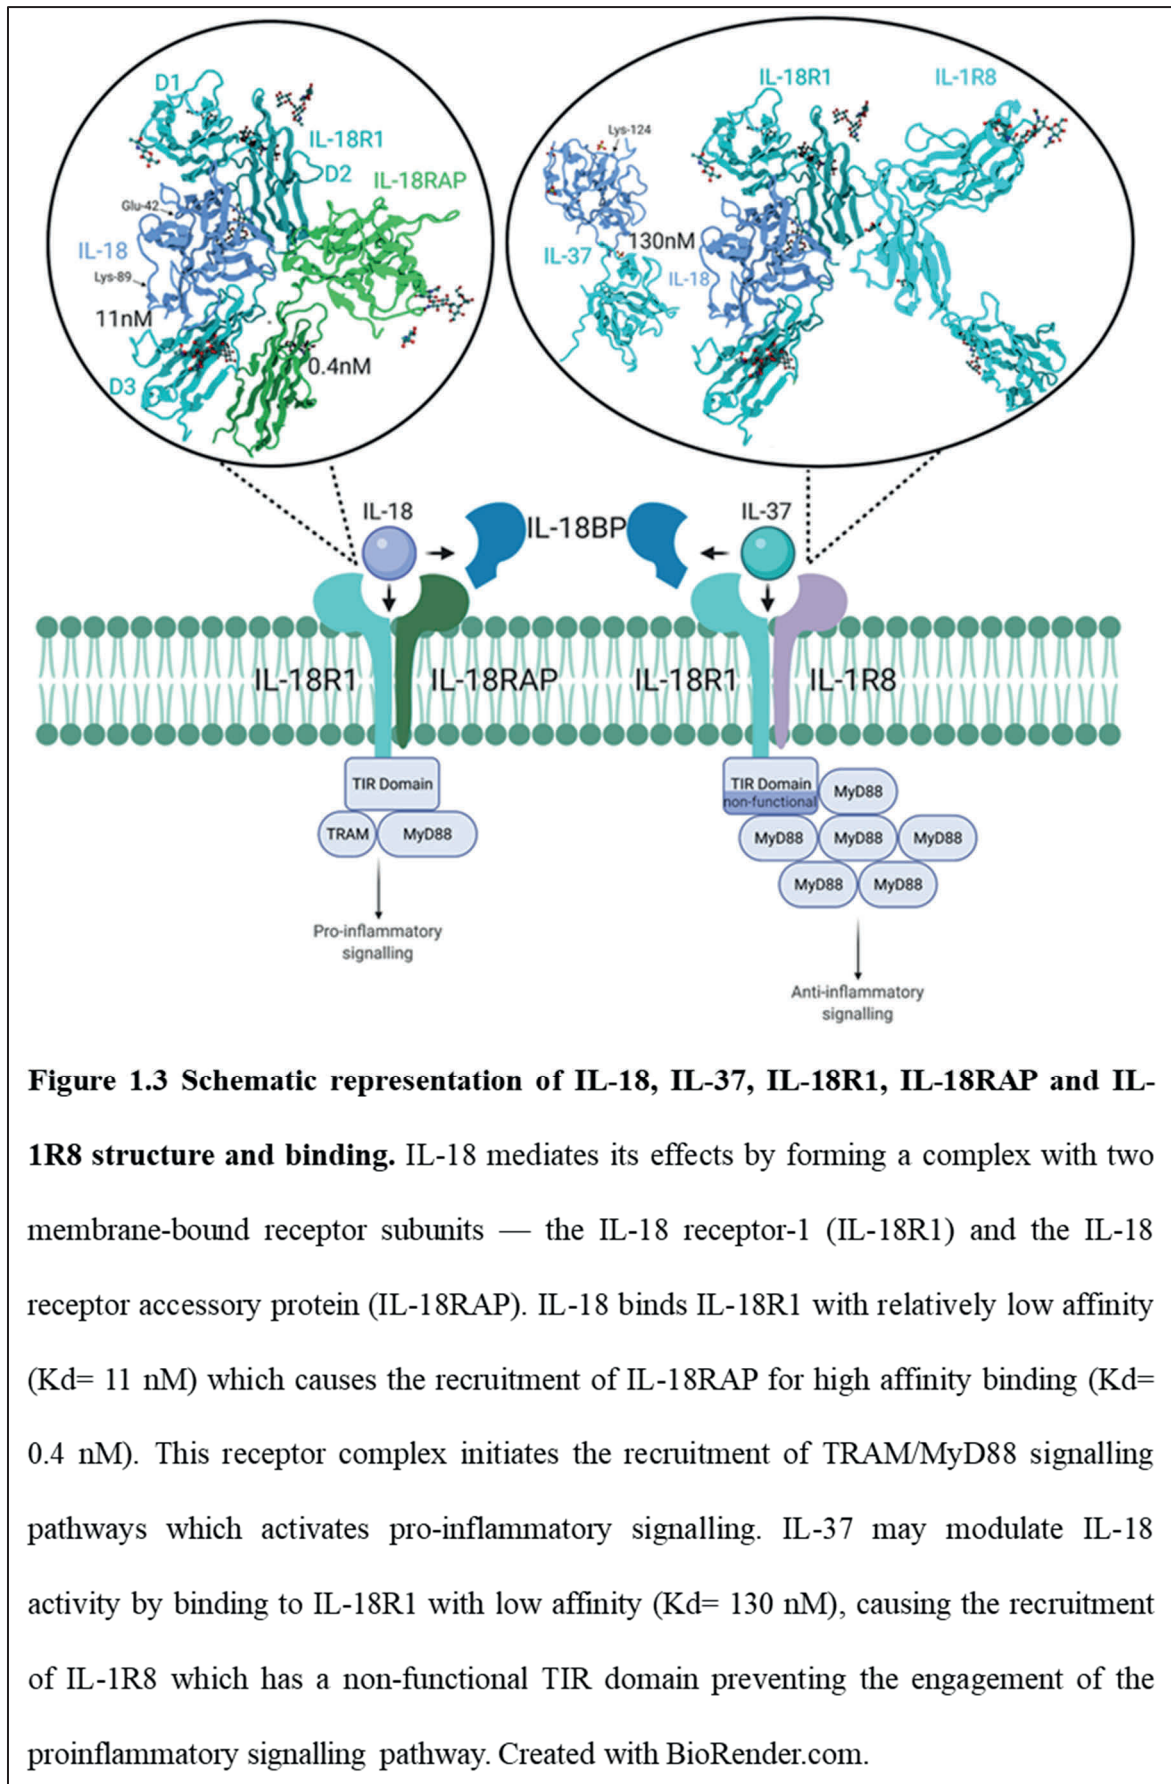 D1
IL-18R1
D2
IL-18RAP
Glu-42
IL-18
Lys-89
11nM
D3
0.4nM
IL-18R1
IL-1R8
Lys-124
130nM
IL-37
IL-18
IL-18
IL-18BP
IL-37
IL-18R1
IL-18RAP
IL-18R1
IL-1R8
TIR Domain
TRAM
MyD88
Pro-inflammatory
signalling
TIR Domain
non-functional
MyD88
MyD88
MyD88
MyD88
MyD88
MyD88
Anti-inflammatory
signalling
Figure 1.3 Schematic representation of IL-18, IL-37, IL-18R1, IL-18RAP and IL-
1R8 structure and binding. IL-18 mediates its effects by forming a complex with two
membrane-bound receptor subunits — the IL-18 receptor-1 (IL-18R1) and the IL-18
receptor accessory protein (IL-18RAP). IL-18 binds IL-18R1 with relatively low affinity
(Kd= 11 nM) which causes the recruitment of IL-18RAP for high affinity binding (Kd=
0.4 nM). This receptor complex initiates the recruitment of TRAM/MyD88 signalling
pathways which activates pro-inflammatory signalling. IL-37 may modulate IL-18
activity by binding to IL-18R1 with low affinity (Kd= 130 nM), causing the recruitment
of IL-1R8 which has a non-functional TIR domain preventing the engagement of the
proinflammatory signalling pathway. Created with BioRender.com.